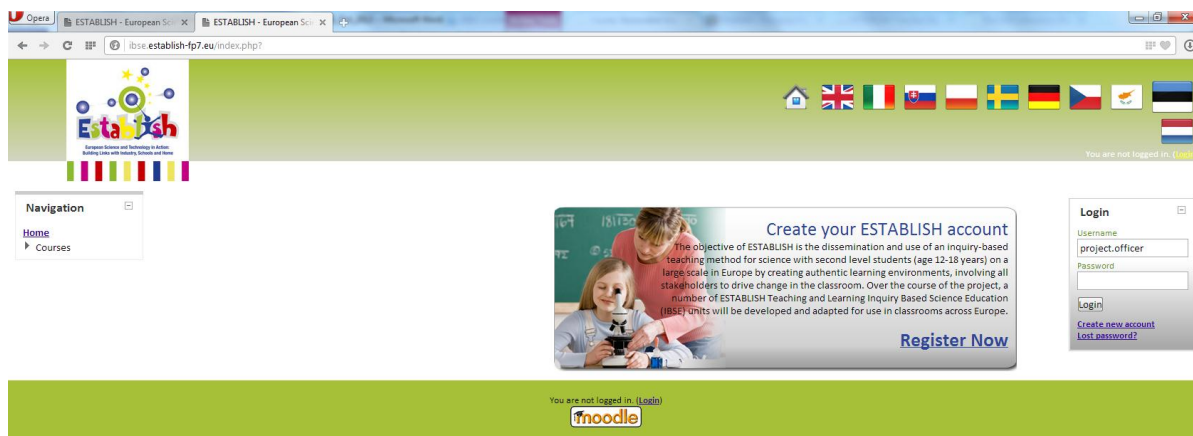 Opera
ESTABLISH - European Scie
ESTABLISH - European Scie
Microsoft Word
ibse.establish-fp7.eu/index.php?
Establish
European Science and Technology in Action:
Building Links with Industry, Schools and Home
You are not logged in. (Login
Navigation
Home
Courses
Create your ESTABLISH account
The objective of ESTABLISH is the dissemination and use of an inquiry-based
teaching method for science with second level students (age 12-18 years) on a
large scale in Europe by creating authentic learning environments, involving all
stakeholders to drive change in the classroom. Over the course of the project, a
number of ESTABLISH Teaching and Learning Inquiry Based Science Education
(IBSE) units will be developed and adapted for use in classrooms across Europe.
Register Now
Login
Username
project.officer
Password
Login
Create new account
Lost password?
You are not logged in. (Login)
moodle